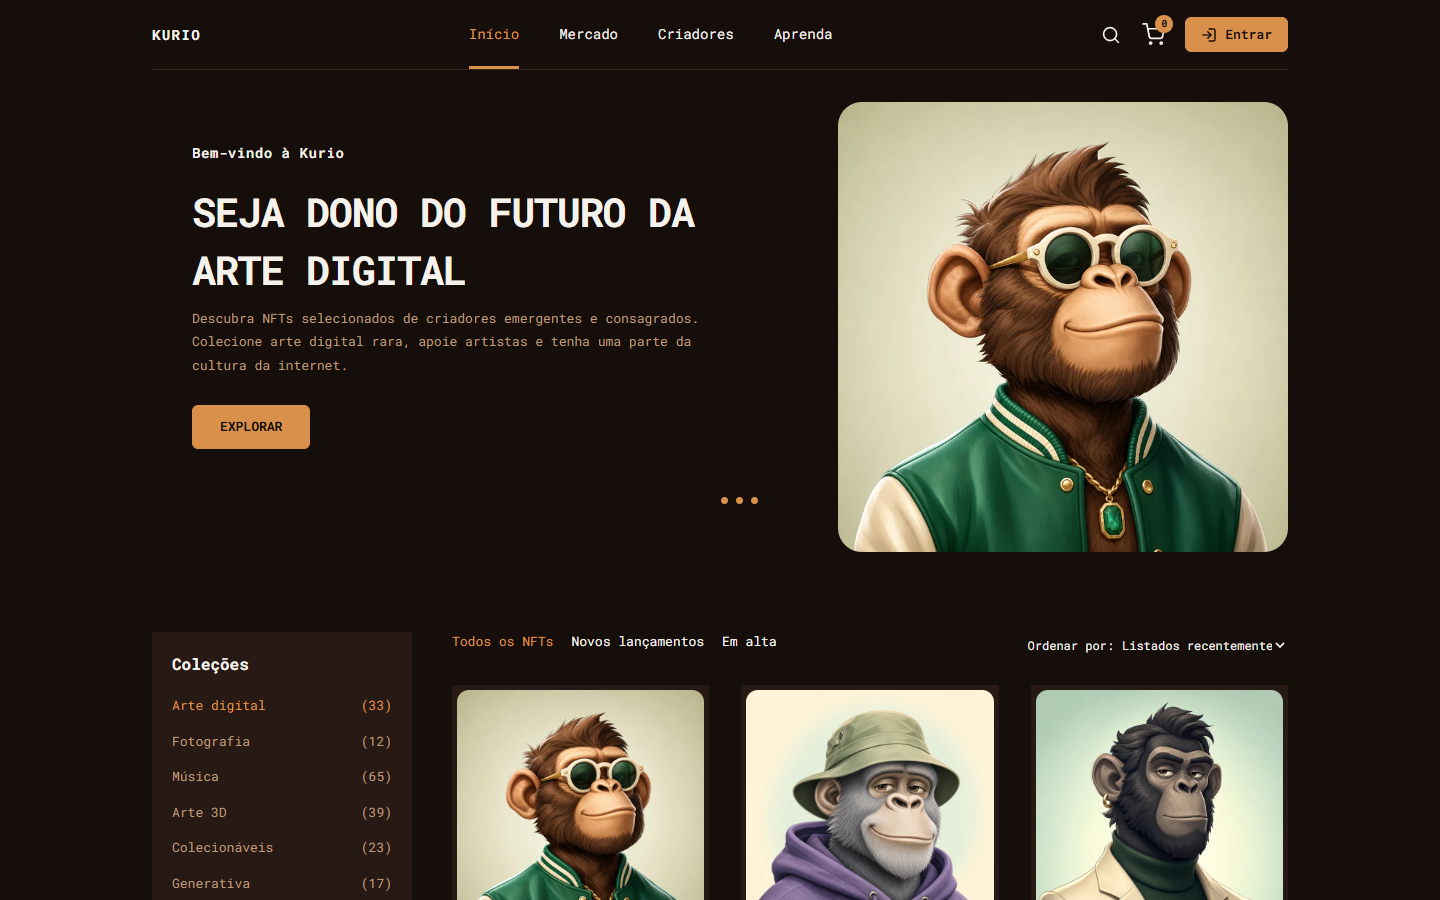 KURIO
Início
Mercado
Criadores
Aprenda
0
Entrar
Bem-vindo à Kurio
SEJA DONO DO FUTURO DA
ARTE DIGITAL
Descubra NFTs selecionados de criadores emergentes e consagrados.
Colecione arte digital rara, apoie artistas e tenha uma parte da
cultura da internet.
EXPLORAR
Coleções
Arte digital (33)
Fotografia (12)
Música (65)
Arte 3D (39)
Colecionáveis (23)
Generativa (17)
Todos os NFTs
Novos lançamentos
Em alta
Ordenar por: Listados recentemente